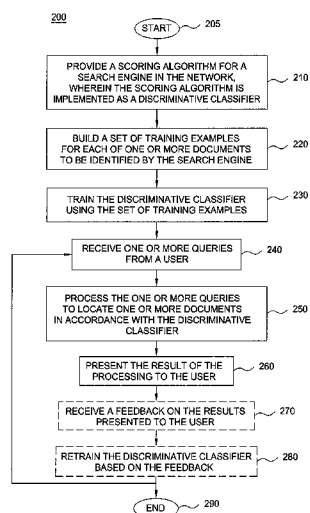 200
START 205
PROVIDE A SCORING ALGORITHM FOR A
SEARCH ENGINE IN THE NETWORK,
WHEREIN THE SCORING ALGORITHM IS
IMPLEMENTED AS A DISCRIMINATIVE CLASSIFIER
210
BUILD A SET OF TRAINING EXAMPLES
FOR EACH OF ONE OR MORE DOCUMENTS
TO BE IDENTIFIED BY THE SEARCH ENGINE
220
TRAIN THE DISCRIMINATIVE CLASSIFIER
USING THE SET OF TRAINING EXAMPLES
230
RECEIVE ONE OR MORE QUERIES
FROM A USER
240
PROCESS THE ONE OR MORE QUERIES
TO LOCATE ONE OR MORE DOCUMENTS
IN ACCORDANCE WITH THE DISCRIMINATIVE
CLASSIFIER
250
PRESENT THE RESULT OF THE
PROCESSING TO THE USER
260
RECEIVE A FEEDBACK ON THE RESULTS
PRESENTED TO THE USER
270
RETRAIN THE DISCRIMINATIVE CLASSIFIER
BASED ON THE FEEDBACK
280
END 290